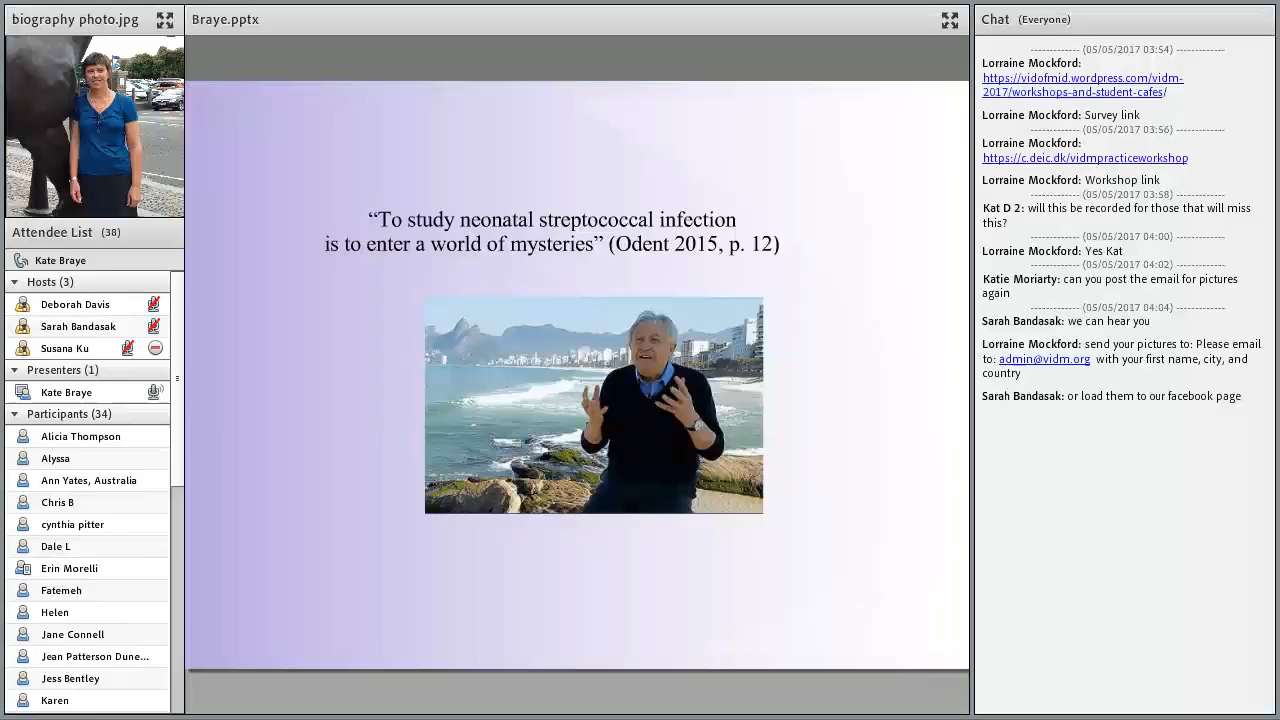 biography photo.jpg
Attendee List (38)
Kate Braye
Hosts (3)
Deborah Davis
Sarah Bandasak
Susana Ku
Presenters (1)
Kate Braye
Participants (34)
Alicia Thompson
Alyssa
Ann Yates, Australia
Chris B
cynthia pitter
Dale L
Erin Morelli
Fatemeh
Helen
Jane Connell
Jean Patterson Dune...
Jess Bentley
Karen
Braye.pptx
“To study neonatal streptococcal infection
is to enter a world of mysteries” (Odent 2015, p. 12)
Chat (Everyone)
------------- (05/05/2017 03:54) -------------
Lorraine Mockford:
https://vidofmid.wordpress.com/vidm-
2017/workshops-and-student-cafes/
Lorraine Mockford: Survey link
------------- (05/05/2017 03:56) -------------
Lorraine Mockford:
https://c.deic.dk/vidmpracticeworkshop
Lorraine Mockford: Workshop link
------------- (05/05/2017 03:58) -------------
Kat D 2: will this be recorded for those that will miss
this?
------------- (05/05/2017 04:00) -------------
Lorraine Mockford: Yes Kat
------------- (05/05/2017 04:02) -------------
Katie Moriarty: can you post the email for pictures
again
------------- (05/05/2017 04:04) -------------
Sarah Bandasak: we can hear you
Lorraine Mockford: send your pictures to: Please email
to: admin@vidm.org with your first name, city, and
country
Sarah Bandasak: or load them to our facebook page